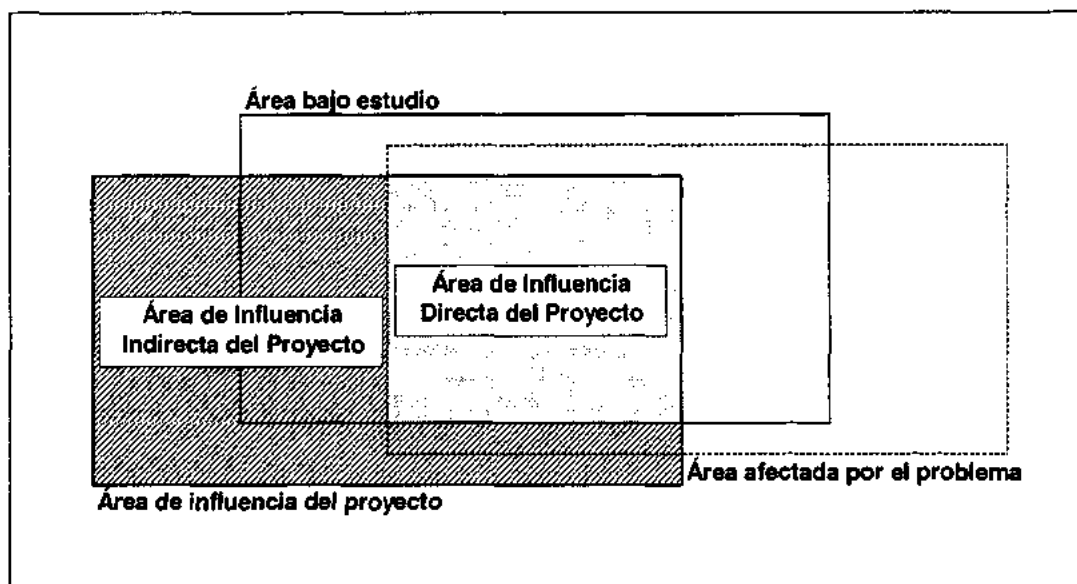 Área bajo estudio
Área de Influencia
Directa del Proyecto
Área de Influencia
Indirecta del Proyecto
Área afectada por el problema
Área de influencia del proyecto